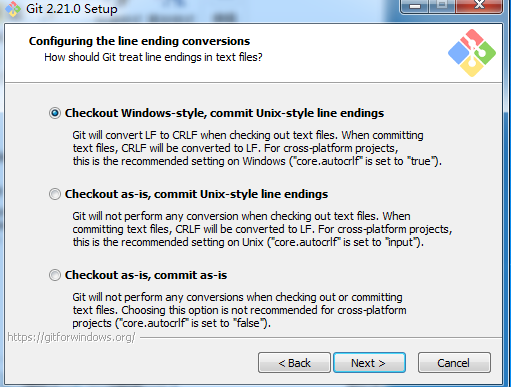 Git 2.21.0 Setup
Configuring the line ending conversions
How should Git treat line endings in text files?
Checkout Windows-style, commit Unix-style line endings
Git will convert LF to CRLF when checking out text files. When committing
text files, CRLF will be converted to LF. For cross-platform projects,
this is the recommended setting on Windows ("core.autocrlf" is set to "true").
Checkout as-is, commit Unix-style line endings
Git will not perform any conversion when checking out text files. When
committing text files, CRLF will be converted to LF. For cross-platform projects,
this is the recommended setting on Unix ("core.autocrlf" is set to "input").
Checkout as-is, commit as-is
Git will not perform any conversions when checking out or committing
text files. Choosing this option is not recommended for cross-platform
projects ("core.autocrlf" is set to "false").
https://gitforwindows.org/
< Back
Next >
Cancel